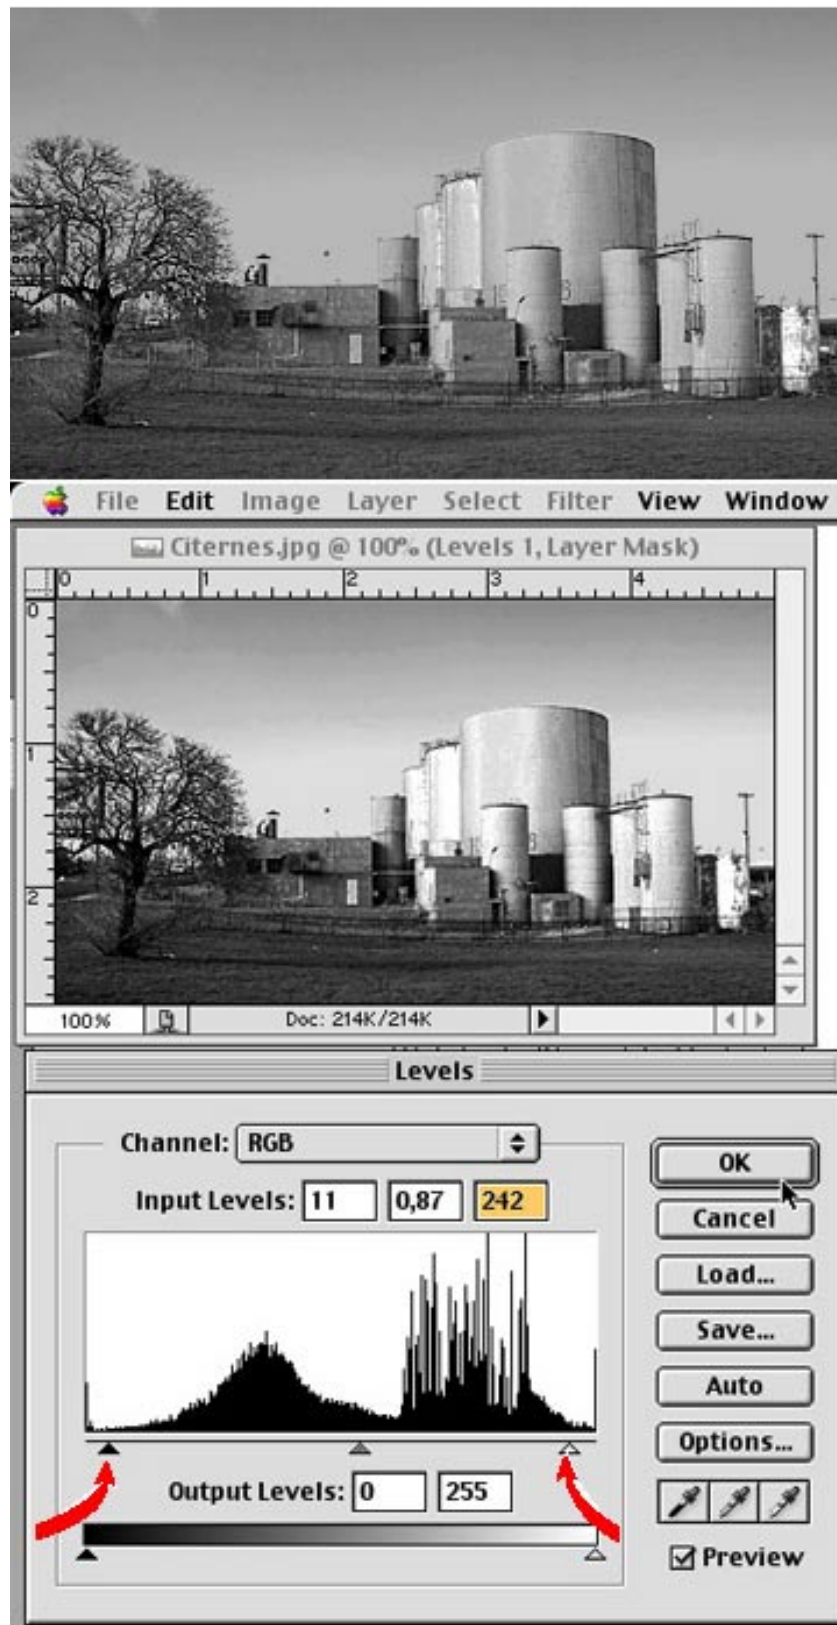 File Edit Image Layer Select Filter View Window
Citernes.jpg @ 100% (Levels 1, Layer Mask)
0 1 2 3 4
0
1
2
100% Doc: 214K/214K
Levels
Channel: RGB
OK
Input Levels: 11 0,87 242
Cancel
Load...
Save...
Auto
Options...
Output Levels: 0 255
Preview